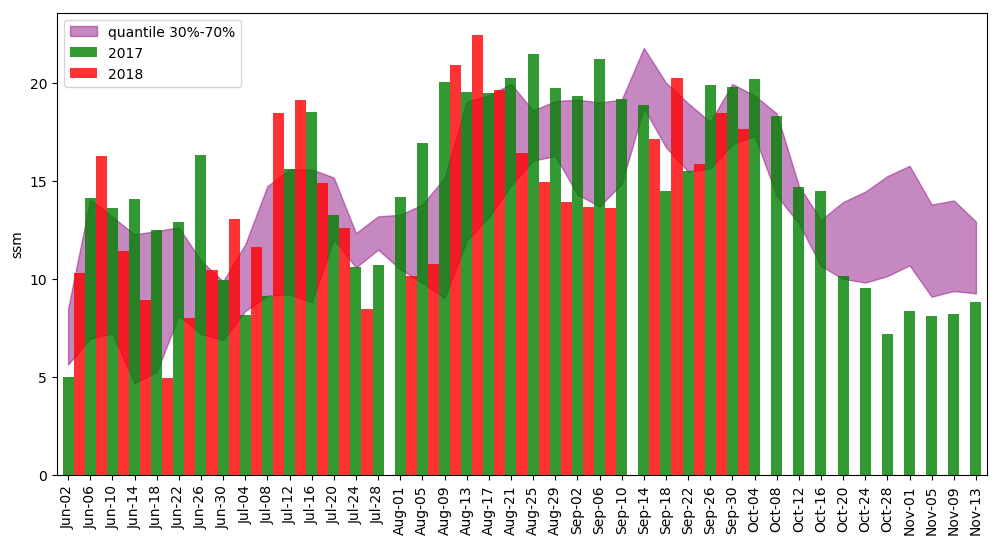 quantile 30%-70%
2017
2018
ssm
20
15
10
5
0
Jun-02
Jun-06
Jun-10
Jun-14
Jun-18
Jun-22
Jun-26
Jun-30
Jul-04
Jul-08
Jul-12
Jul-16
Jul-20
Jul-24
Jul-28
Aug-01
Aug-05
Aug-09
Aug-13
Aug-17
Aug-21
Aug-25
Aug-29
Sep-02
Sep-06
Sep-10
Sep-14
Sep-18
Sep-22
Sep-26
Sep-30
Oct-04
Oct-08
Oct-12
Oct-16
Oct-20
Oct-24
Oct-28
Nov-01
Nov-05
Nov-09
Nov-13